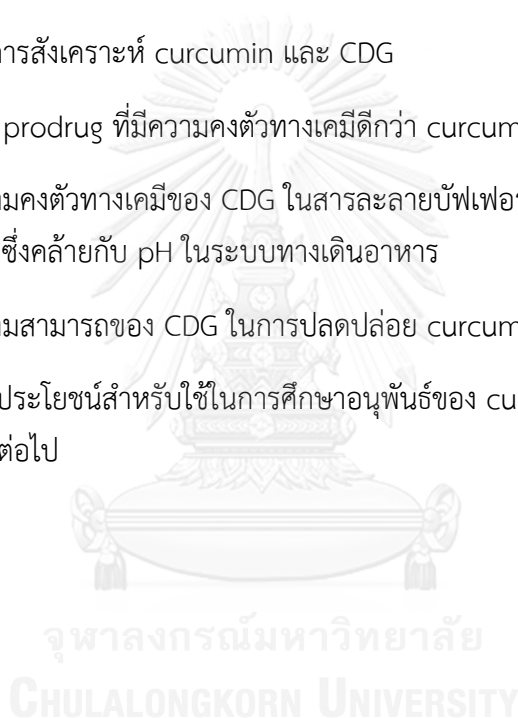 การสังเคราะห์ curcumin และ CDG
prodrug ที่มีความคงตัวทางเคมีดีกว่า curcum
มคงตัวทางเคมีของ CDG ในสารละลายบัฟเฟอ
ซึ่งคล้ายกับ pH ในระบบทางเดินอาหาร
ามสามารถของ CDG ในการปลดปล่อย curcum
ประโยชน์สำหรับใช้ในการศึกษาอนุพันธ์ของ cu
ต่อไป
จุฬาลงกรณ์มหาวิทยาลัย
CHULALONGKORN UNIVERSITY